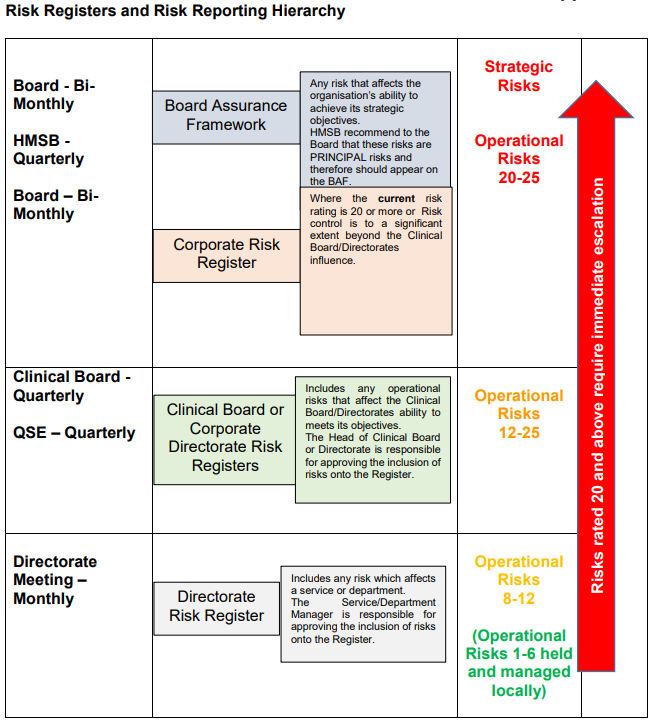 Risk Registers and Risk Reporting Hierarchy
Board - Bi-
Monthly
HMSB -
Quarterly
Board – Bi-
Monthly
Board Assurance
Framework
Any risk that affects the
organisation's ability to
achieve its strategic
objectives.
HMSB recommend to the
Board that these risks are
PRINCIPAL risks and
therefore should appear on
the BAF.
Corporate Risk
Register
Where the current risk
rating is 20 or more or Risk
control is to a significant
extent beyond the Clinical
Board/Directorates
influence.
Strategic
Risks
Operational
Risks
20-25
Clinical Board -
Quarterly
QSE – Quarterly
Clinical Board or
Corporate
Directorate Risk
Registers
Includes any operational
risks that affect the Clinical
Board/Directorates ability to
meets its objectives.
The Head of Clinical Board
or Directorate is responsible
for approving the inclusion of
risks onto the Register.
Operational
Risks
12-25
Directorate
Meeting –
Monthly
Directorate
Risk Register
Includes any risk which affects
a service or department.
The Service/Department
Manager is responsible for
approving the inclusion of risks
onto the Register.
Operational
Risks
8-12
(Operational
Risks 1-6 held
and managed
locally)
Risks rated 20 and above require immediate escalation